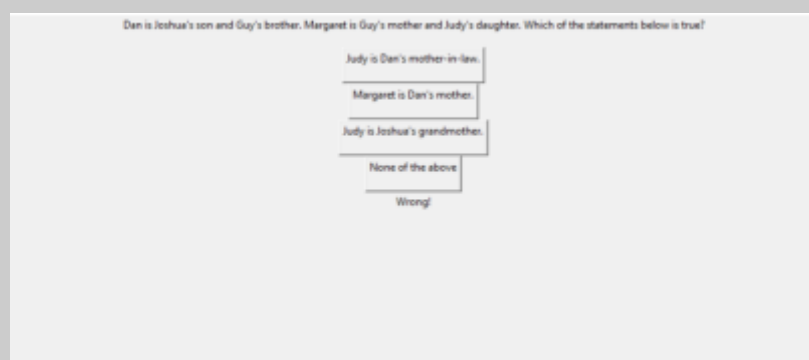 Dan is Joshua's son and Guy's brother. Margaret is Guy's mother and Judy's daughter. Which of the statements below is true?
Judy is Dan's mother-in-law.
Margaret is Dan's mother.
Judy is Joshua's grandmother.
None of the above
Wrong!